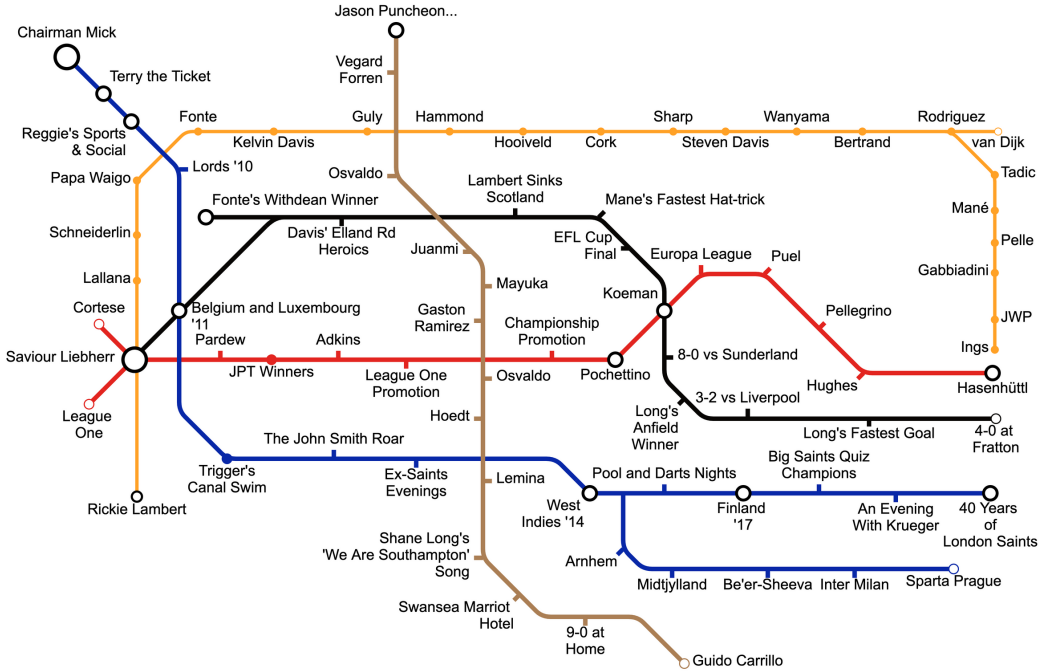 Jason Puncheon...
Chairman Mick
Vegard
Forren
Terry the Ticket
Reggie's Sports
& Social
Fonte
Kelvin Davis
Guly
Hammond
Hooiveld
Cork
Sharp
Steven Davis
Wanyama
Bertrand
Rodriguez
van Dijk
Papa Waigo
Lords '10
Osvaldo
Tadic
Fonte's Withdean Winner
Lambert Sinks
Scotland
Mane's Fastest Hat-trick
Mané
Schneiderlin
Davis' Elland Rd
Heroics
Juanmi
EFL Cup
Final
Europa League
Puel
Pelle
Lallana
Mayuka
Koeman
Gabbiadini
Cortese
Belgium and Luxembourg
'11
Gaston
Ramirez
Championship
Promotion
Pellegrino
JWP
Saviour Liebherr
Pardew
JPT Winners
Adkins
League One
Promotion
Osvaldo
Pochettino
8-0 vs Sunderland
Hughes
Ings
Hasenhüttl
League
One
Hoedt
Long's
Anfield
Winner
3-2 vs Liverpool
Long's Fastest Goal
4-0 at
Fratton
The John Smith Roar
Trigger's
Canal Swim
Ex-Saints
Evenings
Lemina
West
Indies '14
Pool and Darts Nights
Finland
'17
Big Saints Quiz
Champions
An Evening
With Krueger
40 Years
of
London Saints
Rickie Lambert
Shane Long's
'We Are Southampton'
Song
Arnhem
Midtjylland
Be'er-Sheeva
Inter Milan
Sparta Prague
Swansea Marriot
Hotel
9-0 at
Home
Guido Carrillo